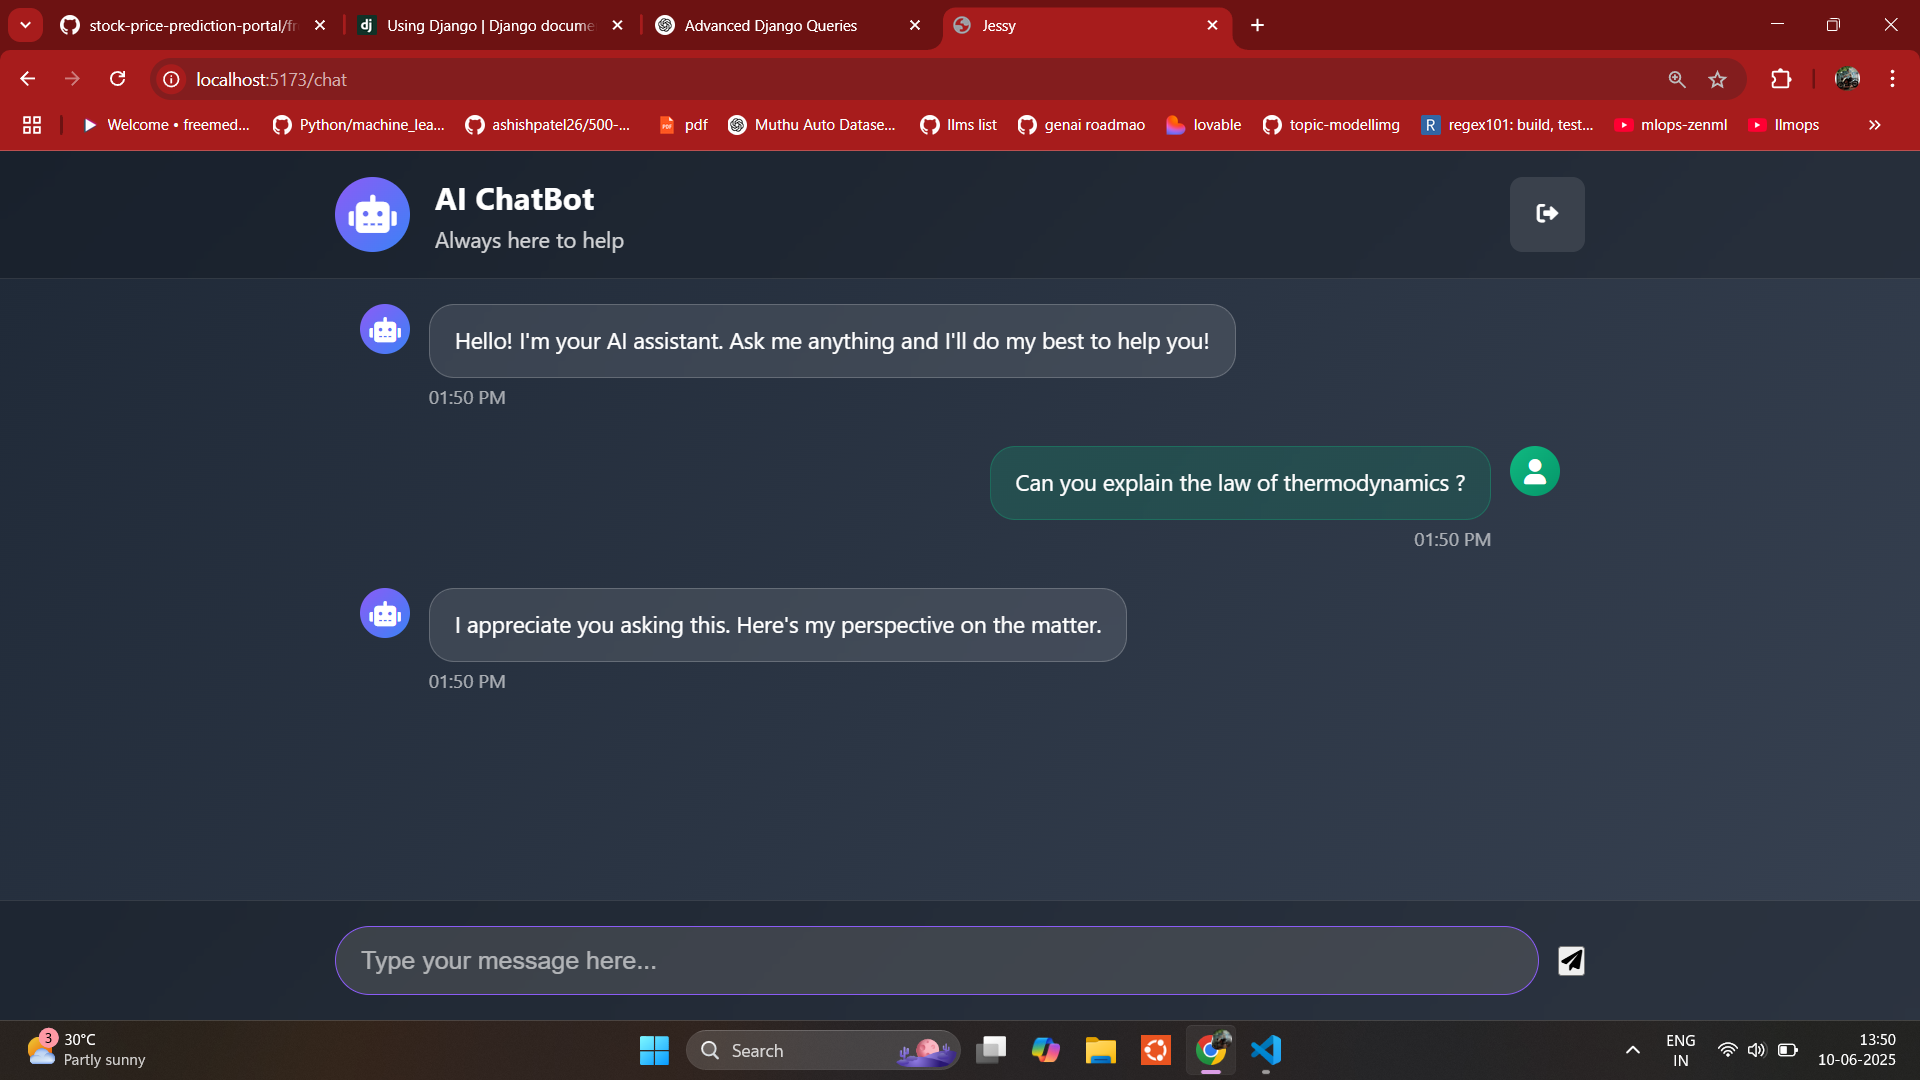 stock-price-prediction-portal/fr
Using Django | Django docume
Advanced Django Queries
Jessy
localhost:5173/chat
Welcome • freemed...
Python/machine_lea...
ashishpatel26/500-...
pdf
Muthu Auto Datase...
llms list
genai roadmao
lovable
topic-modellimg
R
regex101: build, test...
mlops-zenml
llmops
AI ChatBot
Always here to help
Hello! I'm your AI assistant. Ask me anything and I'll do my best to help you!
01:50 PM
Can you explain the law of thermodynamics ?
01:50 PM
I appreciate you asking this. Here's my perspective on the matter.
01:50 PM
Type your message here...
3
30°C
Partly sunny
Search
ENG
IN
13:50
10-06-2025